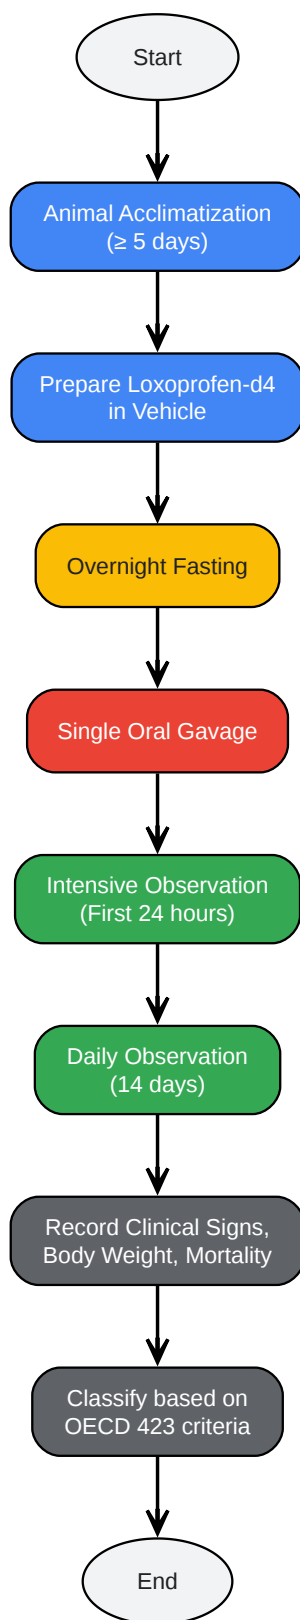 Start
Animal Acclimatization
(≥ 5 days)
Prepare Loxoprofen-d4
in Vehicle
Overnight Fasting
Single Oral Gavage
Intensive Observation
(First 24 hours)
Daily Observation
(14 days)
Record Clinical Signs,
Body Weight, Mortality
Classify based on
OECD 423 criteria
End